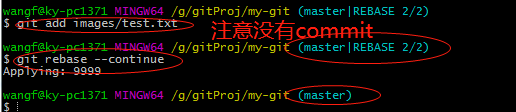 wangf@ky-pc1371 MINGW64 /g/gitProj/my-git (master|REBASE 2/2)
$ git add images/test.txt
注意没有commit
wangf@ky-pc1371 MINGW64 /g/gitProj/my-git (master|REBASE 2/2)
$ git rebase --continue
Applying: 9999
wangf@ky-pc1371 MINGW64 /g/gitProj/my-git (master)
$